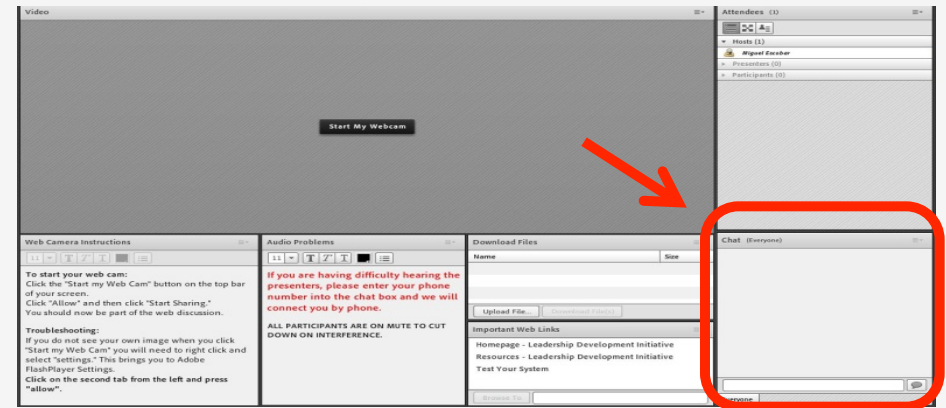 Video
Start My Webcam
Attendees (1)
Hosts (1)
Miguel Escobar
Presenters (0)
Participants (0)
Web Camera Instructions
11
T T T
To start your web cam:
Click the "Start my Web Cam" button on the top bar
of your screen.
Click "Allow" and then click "Start Sharing."
You should now be part of the web discussion.
Troubleshooting:
If you do not see your own image when you click
"Start my Web Cam" you will need to right click and
select "settings." This brings you to Adobe
FlashPlayer Settings.
Click on the second tab from the left and press
"allow".
Audio Problems
11
T T T
If you are having difficulty hearing the
presenters, please enter your phone
number into the chat box and we will
connect you by phone.
ALL PARTICIPANTS ARE ON MUTE TO CUT
DOWN ON INTERFERENCE.
Download Files
Name Size
Upload File... Download File(s)
Important Web Links
Homepage - Leadership Development Initiative
Resources - Leadership Development Initiative
Test Your System
Browse To
Chat (Everyone)
Everyone